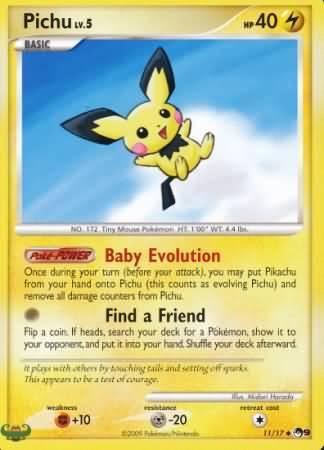 Pichu LV.5 HP 40
BASIC
NO. 172 Tiny Mouse Pokémon HT. 1'00" WT. 4.4 lbs.
Poké-POWER Baby Evolution
Once during your turn (before your attack), you may put Pikachu
from your hand onto Pichu (this counts as evolving Pichu) and
remove all damage counters from Pichu.
Find a Friend
Flip a coin. If heads, search your deck for a Pokémon, show it to
your opponent, and put it into your hand. Shuffle your deck afterward.
It plays with others by touching tails and setting off sparks.
This appears to be a test of courage.
Illus. Midori Harada
weakness resistance retreat cost
+10 -20
©2009 Pokémon/Nintendo 11/17 9